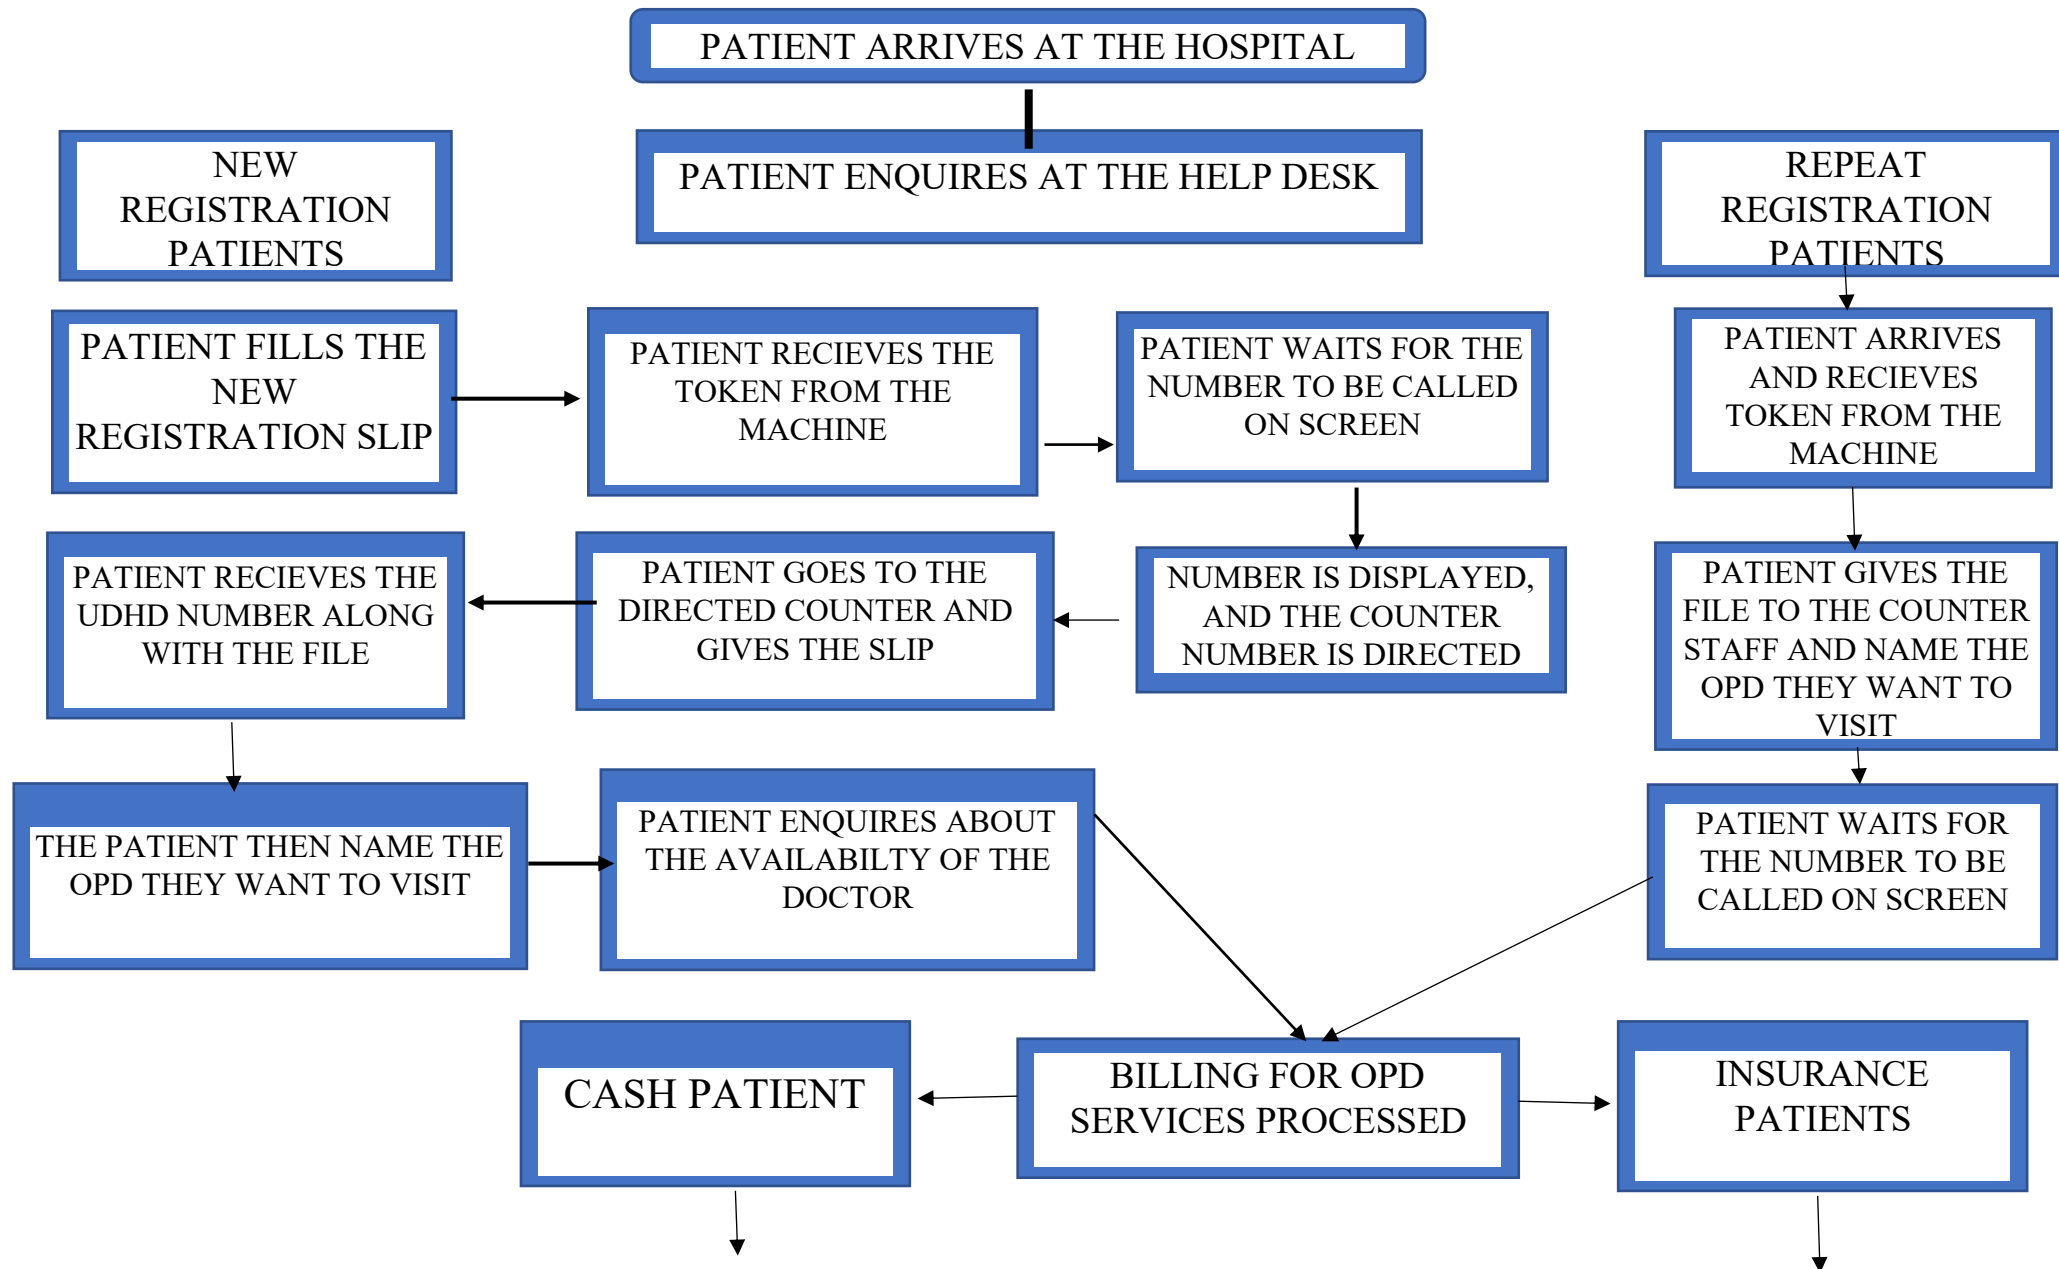 PATIENT ARRIVES AT THE HOSPITAL
NEW
REGISTRATION
PATIENTS
PATIENT ENQUIRES AT THE HELP DESK
REPEAT
REGISTRATION
PATIENTS
PATIENT FILLS THE
NEW
REGISTRATION SLIP
PATIENT RECIEVES THE
TOKEN FROM THE
MACHINE
PATIENT WAITS FOR THE
NUMBER TO BE CALLED
ON SCREEN
PATIENT ARRIVES
AND RECIEVES
TOKEN FROM THE
MACHINE
PATIENT RECIEVES THE
UDHD NUMBER ALONG
WITH THE FILE
PATIENT GOES TO THE
DIRECTED COUNTER AND
GIVES THE SLIP
NUMBER IS DISPLAYED,
AND THE COUNTER
NUMBER IS DIRECTED
PATIENT GIVES THE
FILE TO THE COUNTER
STAFF AND NAME THE
OPD THEY WANT TO
VISIT
THE PATIENT THEN NAME THE
OPD THEY WANT TO VISIT
PATIENT ENQUIRES ABOUT
THE AVAILABILTY OF THE
DOCTOR
PATIENT WAITS FOR
THE NUMBER TO BE
CALLED ON SCREEN
CASH PATIENT
BILLING FOR OPD
SERVICES PROCESSED
INSURANCE
PATIENTS